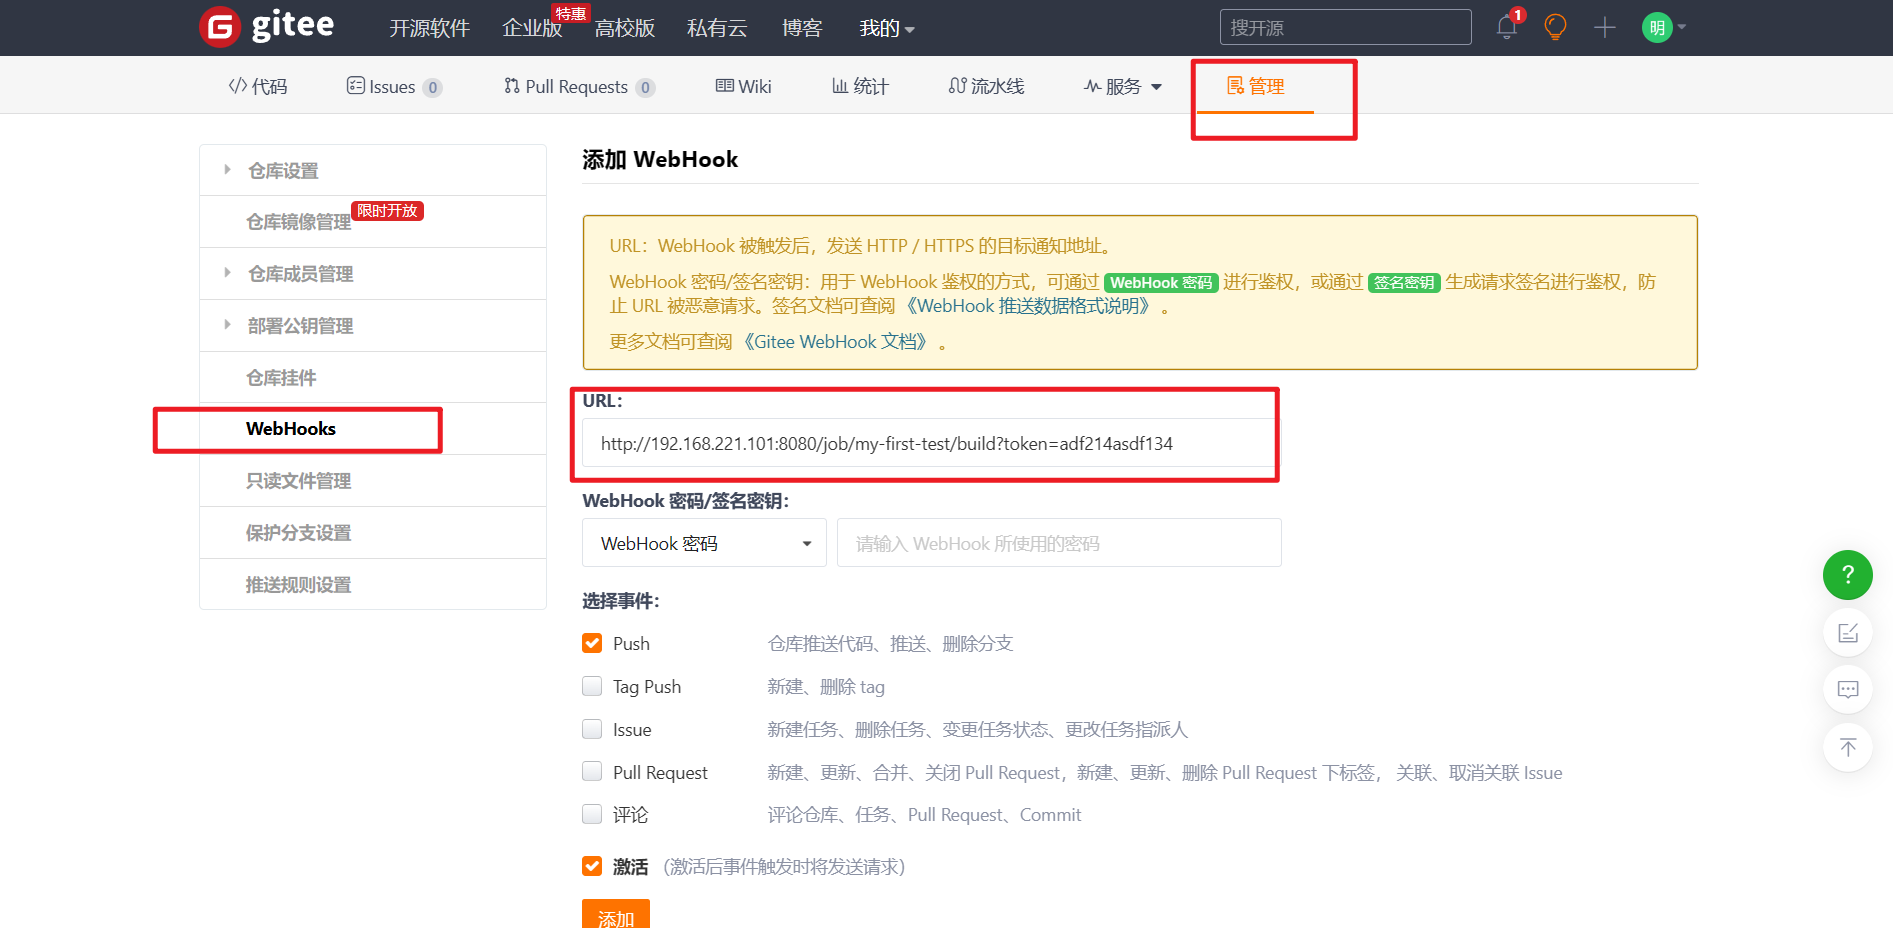 gitee 开源软件 企业版 特惠 高校版 私有云 博客 我的 搜开源 1 明
代码 Issues 0 Pull Requests 0 Wiki 统计 流水线 服务 管理
仓库设置
仓库镜像管理 限时开放
仓库成员管理
部署公钥管理
仓库挂件
WebHooks
只读文件管理
保护分支设置
推送规则设置
添加 WebHook
URL：WebHook 被触发后，发送 HTTP / HTTPS 的目标通知地址。
WebHook 密码/签名密钥：用于 WebHook 鉴权的方式，可通过 WebHook 密码 进行鉴权，或通过 签名密钥 生成请求签名进行鉴权，防
止 URL 被恶意请求。签名文档可查阅 《WebHook 推送数据格式说明》 。
更多文档可查阅 《Gitee WebHook 文档》 。
URL：
http://192.168.221.101:8080/job/my-first-test/build?token=adf214asdf134
WebHook 密码/签名密钥：
WebHook 密码 请输入 WebHook 所使用的密码
选择事件：
Push 仓库推送代码、推送、删除分支
Tag Push 新建、删除 tag
Issue 新建任务、删除任务、变更任务状态、更改任务指派人
Pull Request 新建、更新、合并、关闭 Pull Request，新建、更新、删除 Pull Request 下标签， 关联、取消关联 Issue
评论 评论仓库、任务、Pull Request、Commit
激活 （激活后事件触发时将发送请求）
添加
?